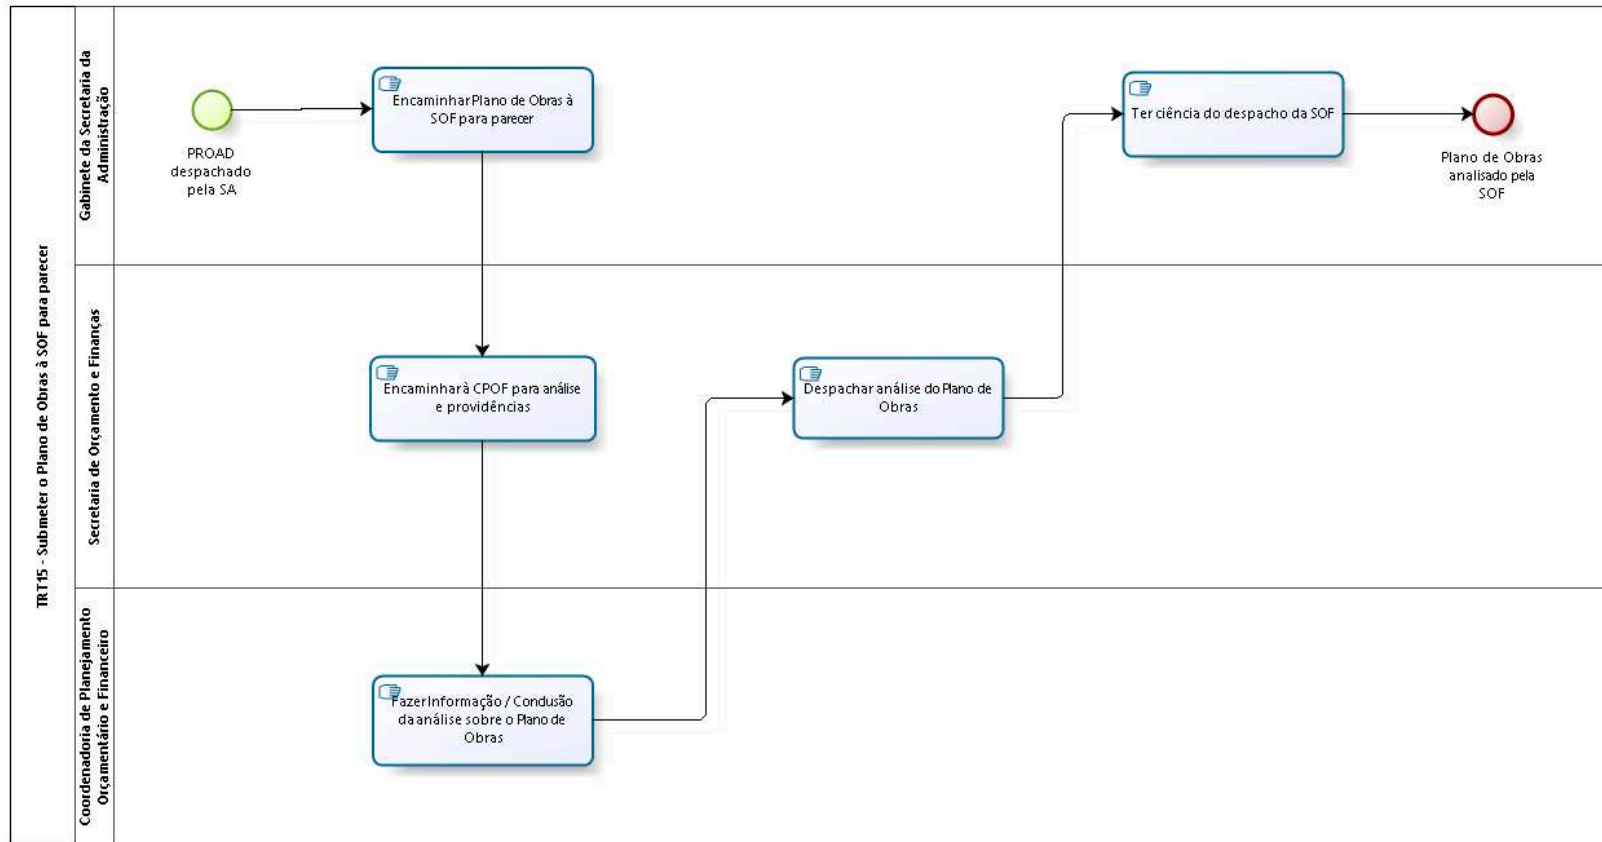 TRT15 - Submeter o Plano de Obras à SOF para parecer
Gabinete da Secretaria da
Administração
PROAD
despachado
pela SA
Encaminhar Plano de Obras à
SOF para parecer
Ter ciência do despacho da SOF
Plano de Obras
analisado pela
SOF
Secretaria de Orçamento e Finanças
Encaminhar à CPOF para análise
e providências
Despachar análise do Plano de
Obras
Coordenadoria de Planejamento
Orçamentário e Financeiro
Fazer Informação / Conclusão
da análise sobre o Plano de
Obras